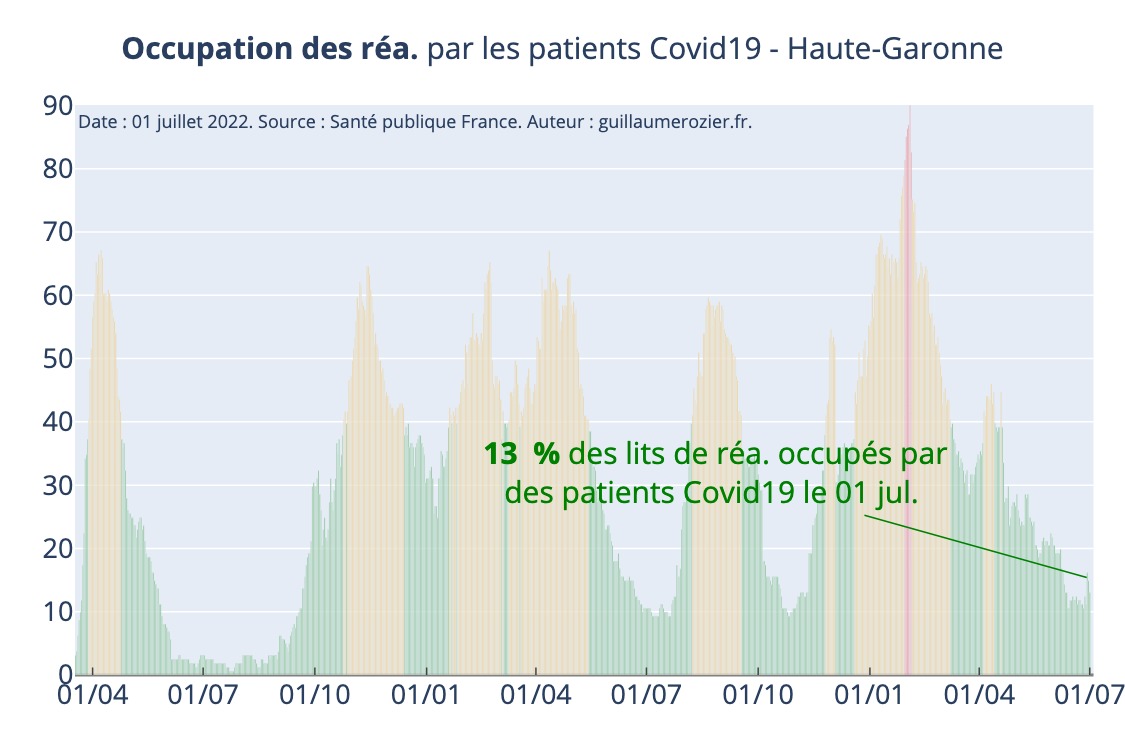 Occupation des réa. par les patients Covid19 - Haute-Garonne
90
Date : 01 juillet 2022. Source : Santé publique France. Auteur : guillaumerozier.fr.
80
70
60
50
40
13 % des lits de réa. occupés par
des patients Covid19 le 01 jul.
30
20
10
0
01/04 01/07 01/10 01/01 01/04 01/07 01/10 01/01 01/04 01/07